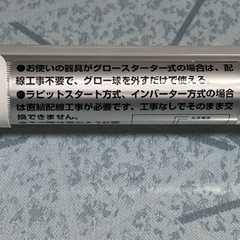 ●お使いの器具がグロースターター式の場合は、配
線工事不要で、グロー球を外すだけで使える。
●ラピットスタート方式、インバーター方式の場合
は直結配線工事が必要です、工事なしでそのまま交
換できません。